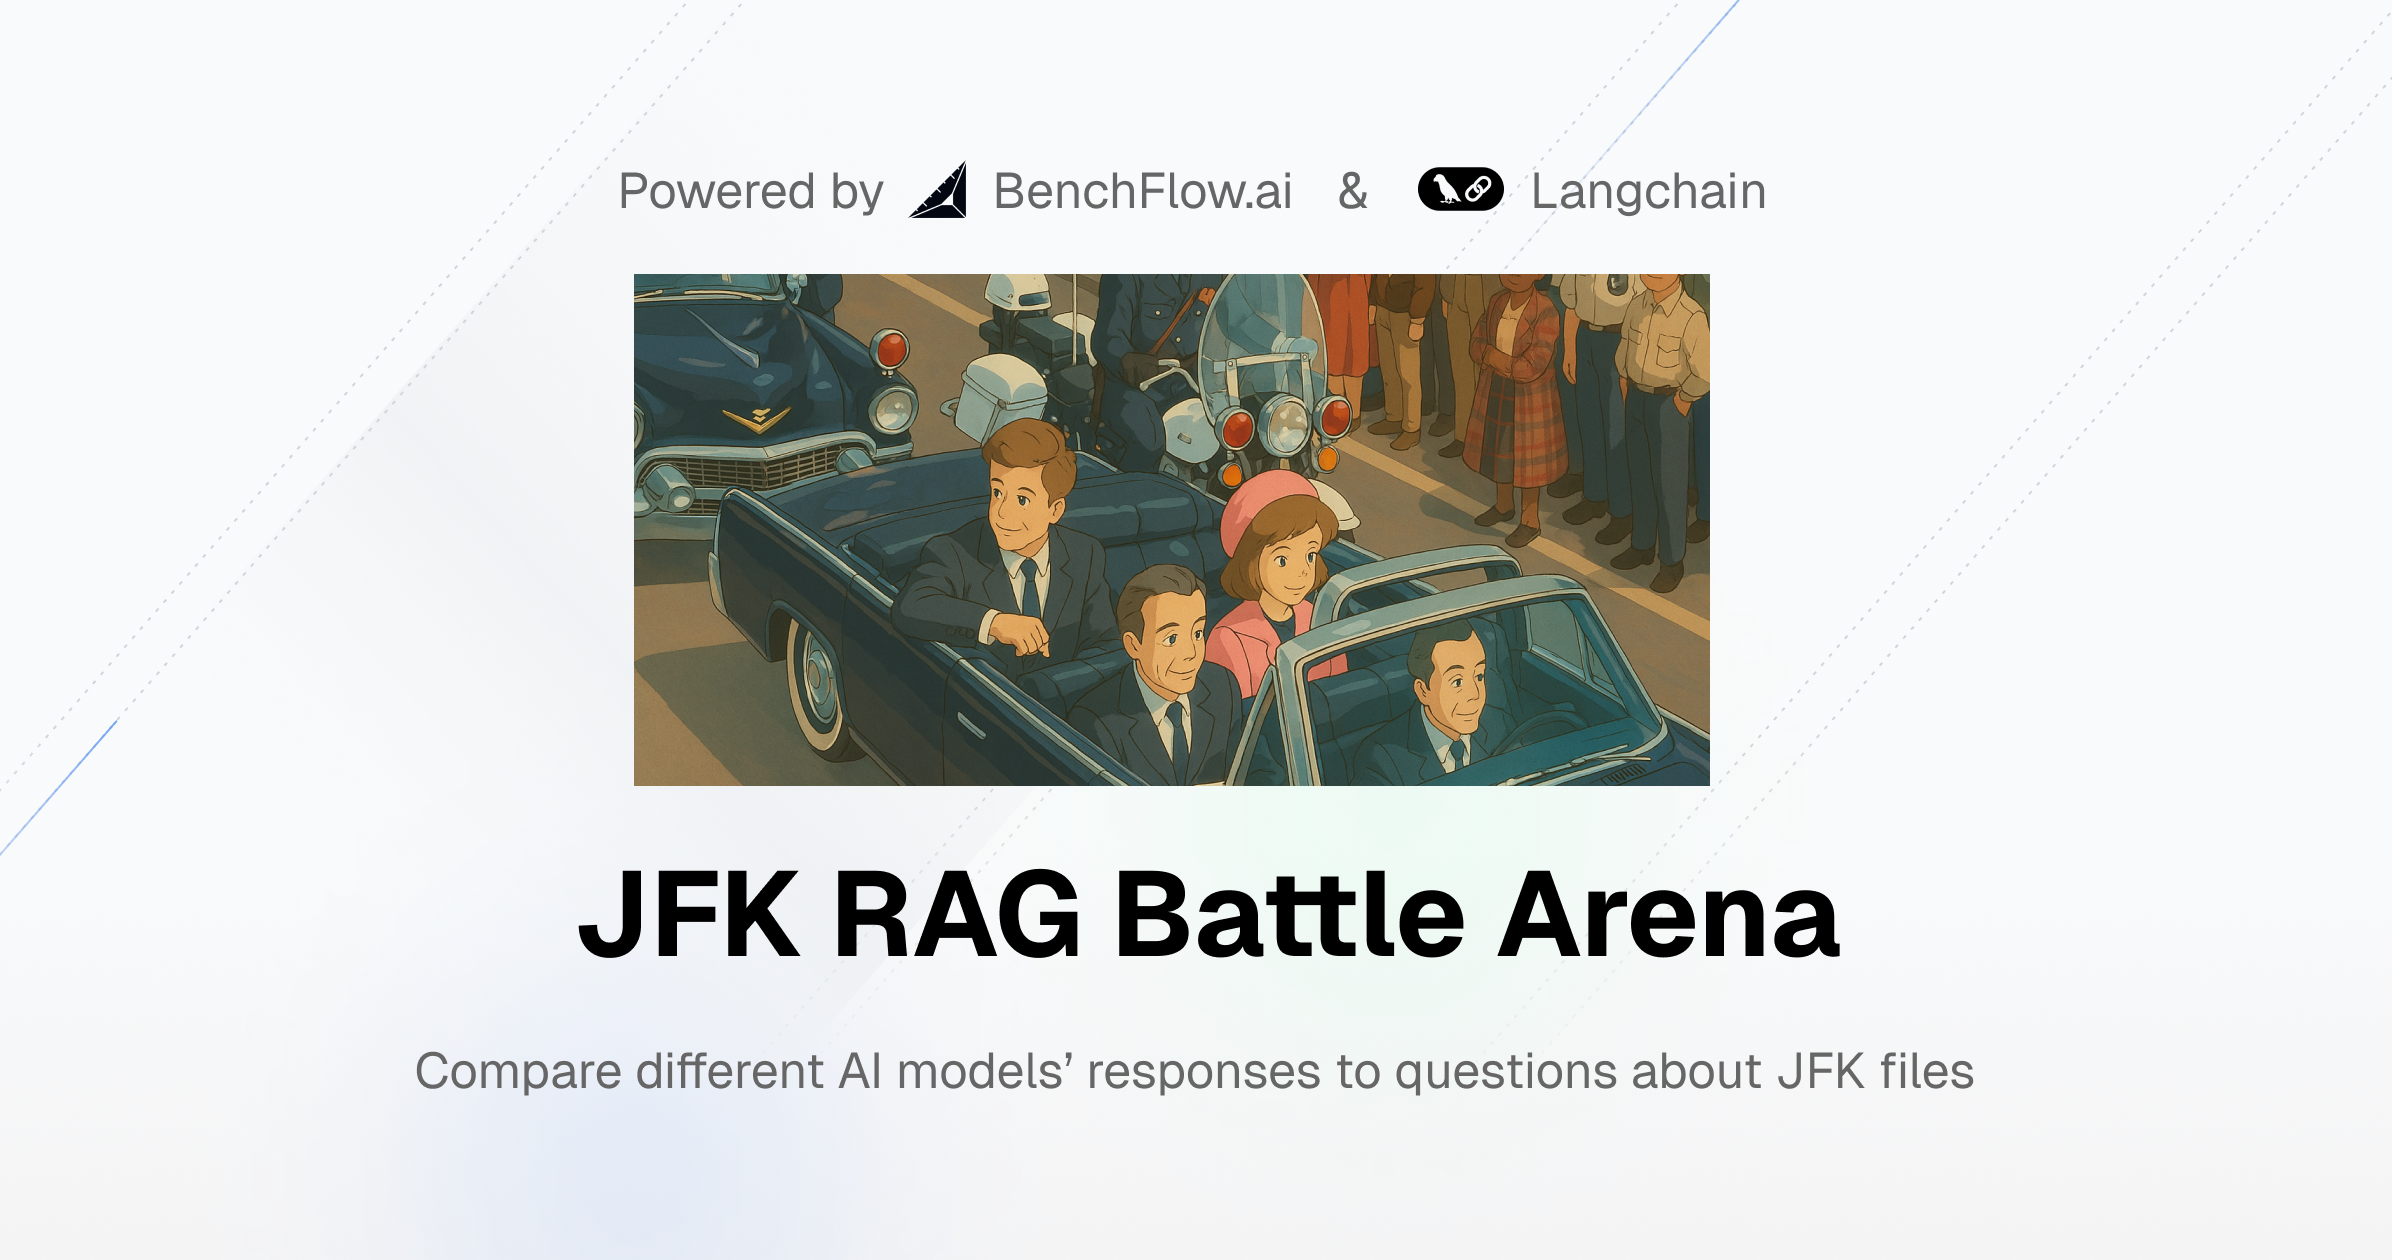 Powered by BenchFlow.ai & Langchain
JFK RAG Battle Arena
Compare different AI models’ responses to questions about JFK files